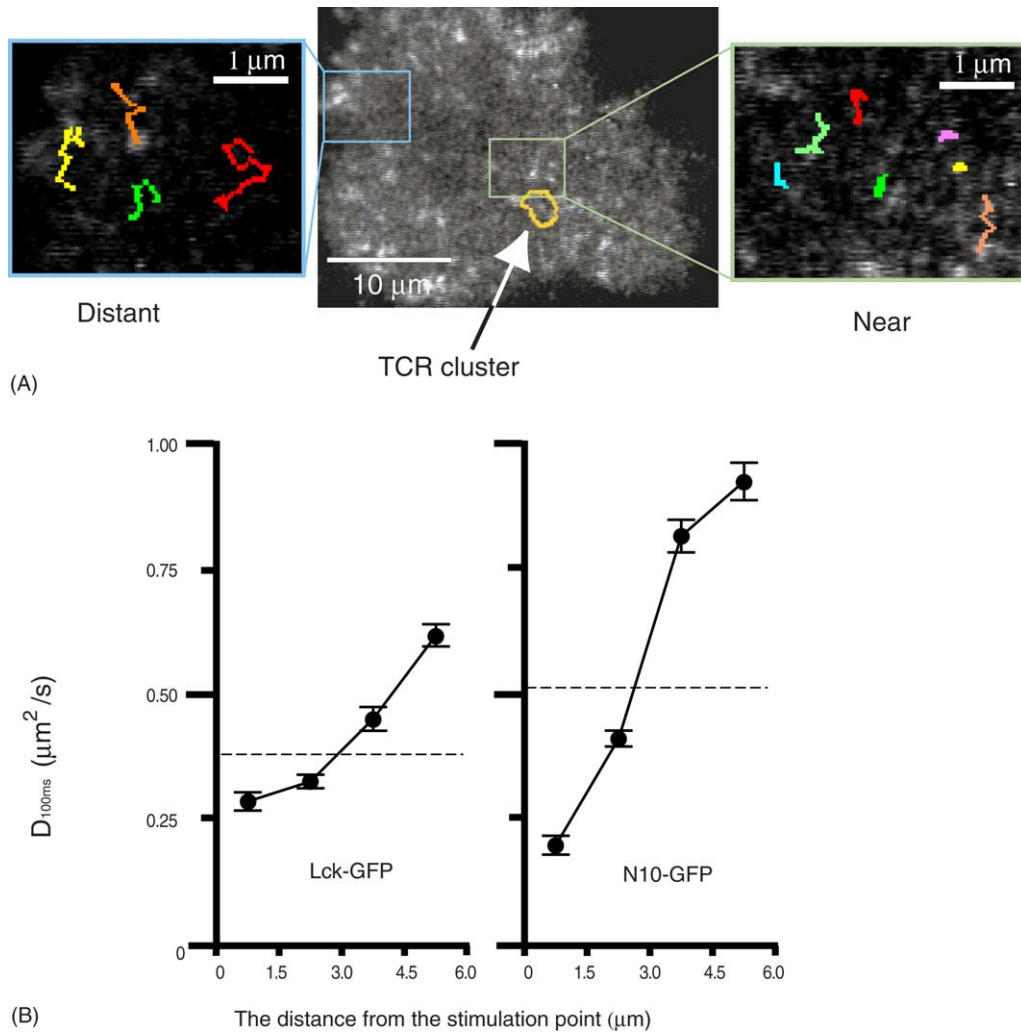 1 μm
1 μm
10 μm
Distant
Near
TCR cluster
(A)
1.00
0.75
0.50
0.25
0
D100ms (μm² /s)
Lck-GFP
N10-GFP
0 1.5 3.0 4.5 6.0
0 1.5 3.0 4.5 6.0
(B)
The distance from the stimulation point (μm)